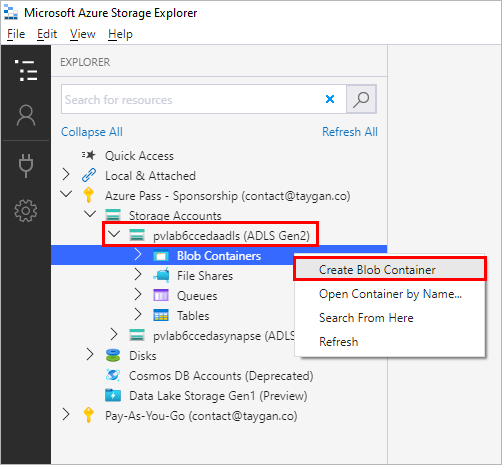 Microsoft Azure Storage Explorer
File View Help
EXPLORER
Search for resources
Collapse All Refresh All
Quick Access
Local & Attached
Azure Pass - Sponsorship (contact@taygan.co)
Storage Accounts
pvlab6ccedaadls (ADLS Gen2)
Blob Containers
Create Blob Container
File Shares
Open Container by Name...
Queues
Search From Here
Tables
Refresh
pvlab6ccedasynapse (ADL
Disks
Cosmos DB Accounts (Deprecated)
Data Lake Storage Gen1 (Preview)
Pay-As-You-Go (contact@taygan.co)